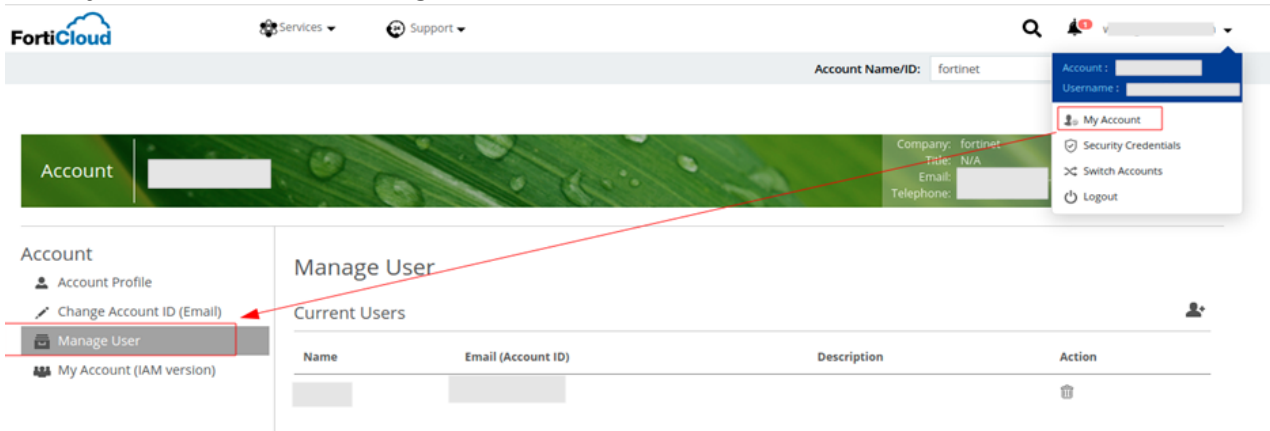 FortiCloud
Services
Support
1
Account Name/ID: fortinet
Account :
Username :
My Account
Security Credentials
Switch Accounts
Logout
Account
Company: fortinet
Title: N/A
Email:
Telephone:
Account
Account Profile
Change Account ID (Email)
Manage User
My Account (IAM version)
Manage User
Current Users
Name Email (Account ID) Description Action